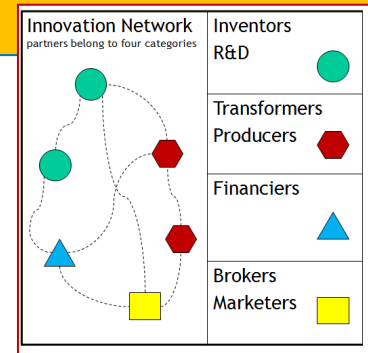 Innovation Network
partners belong to four categories
Inventors
R&D
Transformers
Producers
Financiers
Brokers
Marketers